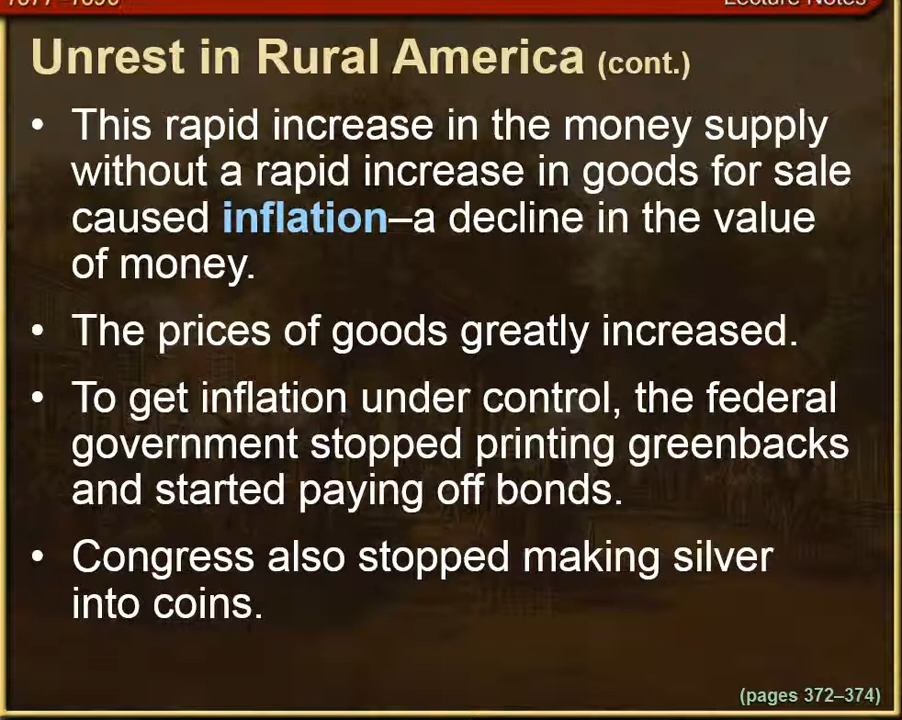 Unrest in Rural America (cont.)
• This rapid increase in the money supply
without a rapid increase in goods for sale
caused inflation–a decline in the value
of money.
• The prices of goods greatly increased.
• To get inflation under control, the federal
government stopped printing greenbacks
and started paying off bonds.
• Congress also stopped making silver
into coins.
(pages 372–374)